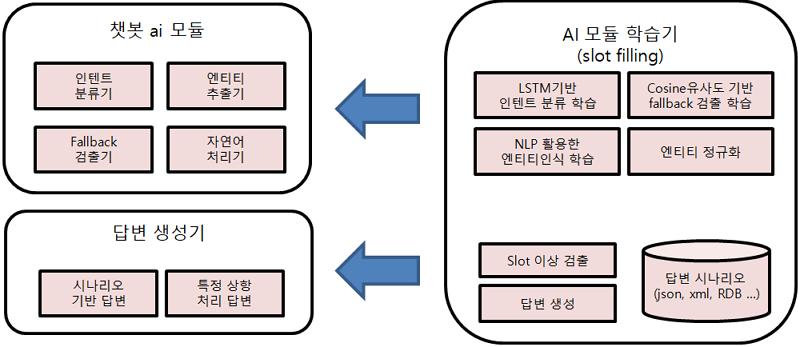 챗봇 ai 모듈
인텐트
분류기
엔티티
추출기
Fallback
검출기
자연어
처리기
답변 생성기
시나리오
기반 답변
특정 상항
처리 답변
AI 모듈 학습기
(slot filling)
LSTM기반
인텐트 분류 학습
Cosine유사도 기반
fallback 검출 학습
NLP 활용한
엔티티인식 학습
엔티티 정규화
Slot 이상 검출
답변 생성
답변 시나리오
(json, xml, RDB ...)